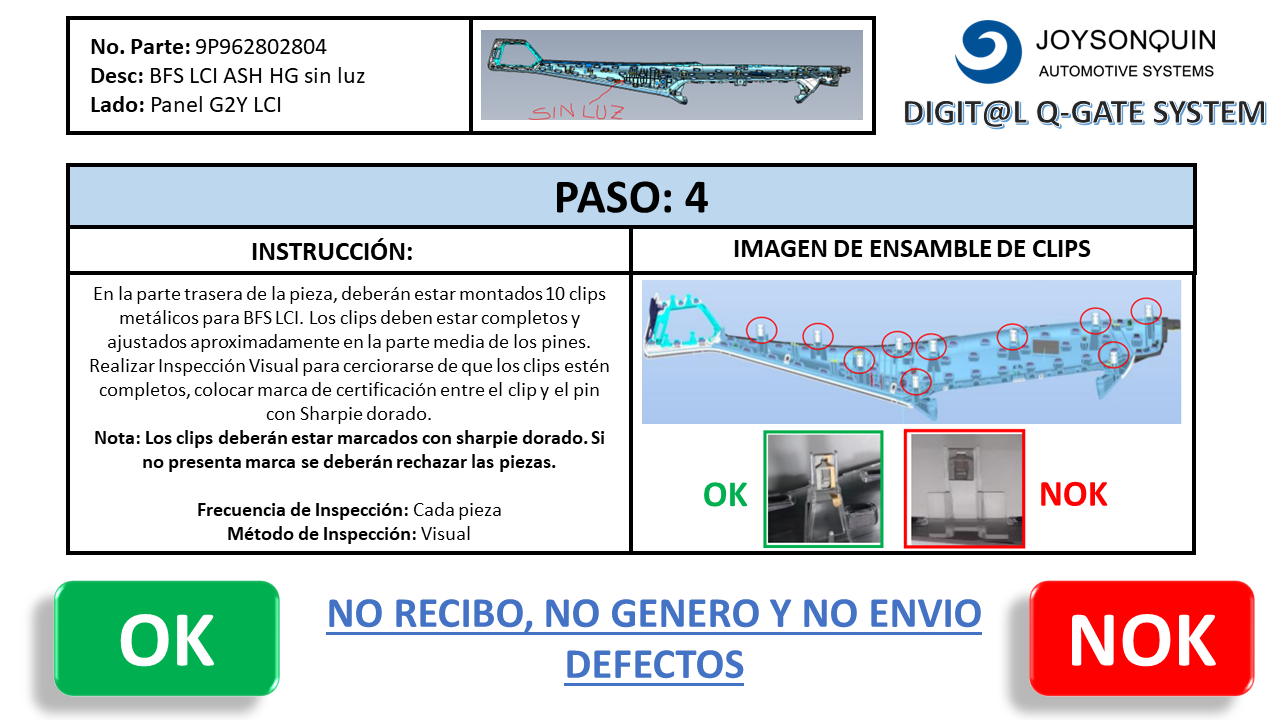 No. Parte: 9P962802804
Desc: BFS LCI ASH HG sin luz
Lado: Panel G2Y LCI
SIN LUZ
JOYSONQUIN
AUTOMOTIVE SYSTEMS
DIGIT@L Q-GATE SYSTEM
PASO: 4
INSTRUCCIÓN:
IMAGEN DE ENSAMBLE DE CLIPS
En la parte trasera de la pieza, deberán estar montados 10 clips
metálicos para BFS LCI. Los clips deben estar completos y
ajustados aproximadamente en la parte media de los pines.
Realizar Inspección Visual para cerciorarse de que los clips estén
completos, colocar marca de certificación entre el clip y el pin
con Sharpie dorado.
Nota: Los clips deberán estar marcados con sharpie dorado. Si
no presenta marca se deberán rechazar las piezas.
Frecuencia de Inspección: Cada pieza
Método de Inspección: Visual
OK
NOK
OK
NO RECIBO, NO GENERO Y NO ENVIO
DEFECTOS
NOK